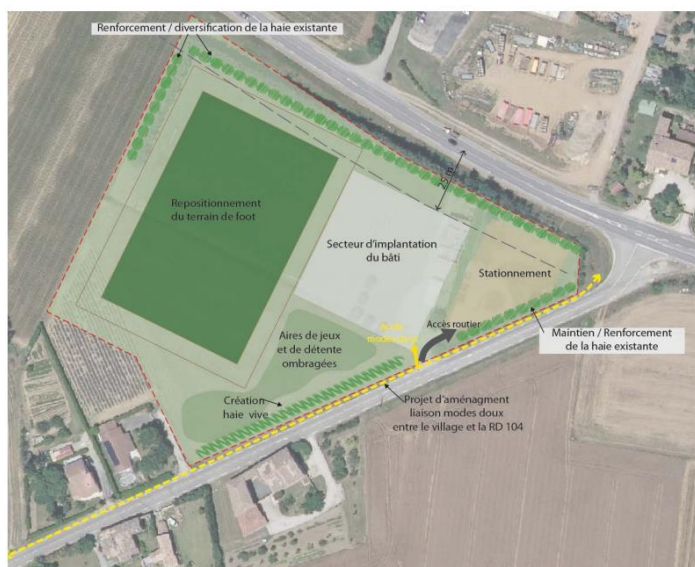 Renforcement / diversification de la haie existante
25 m
Repositionnement
du terrain de foot
Secteur d'implantation
du bâti
Stationnement
Aires de jeux
et de détente
ombragées
Accès
Accès routier
Maintien / Renforcement
de la haie existante
Création
haie vive
Projet d'aménagment
liaison modes doux
entre le village et la RD 104